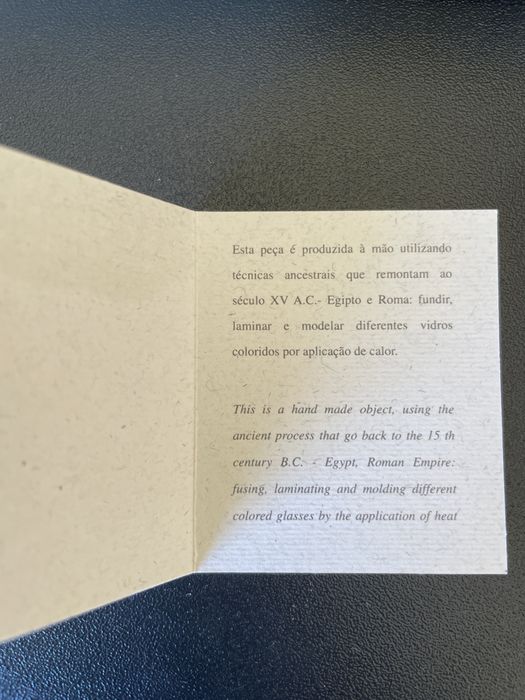 Esta peça é produzida à mão utilizando
técnicas ancestrais que remontam ao
século XV A.C.- Egipto e Roma: fundir,
laminar e modelar diferentes vidros
coloridos por aplicação de calor.
This is a hand made object, using the
ancient process that go back to the 15 th
century B.C. - Egypt, Roman Empire:
fusing, laminating and molding different
colored glasses by the application of heat